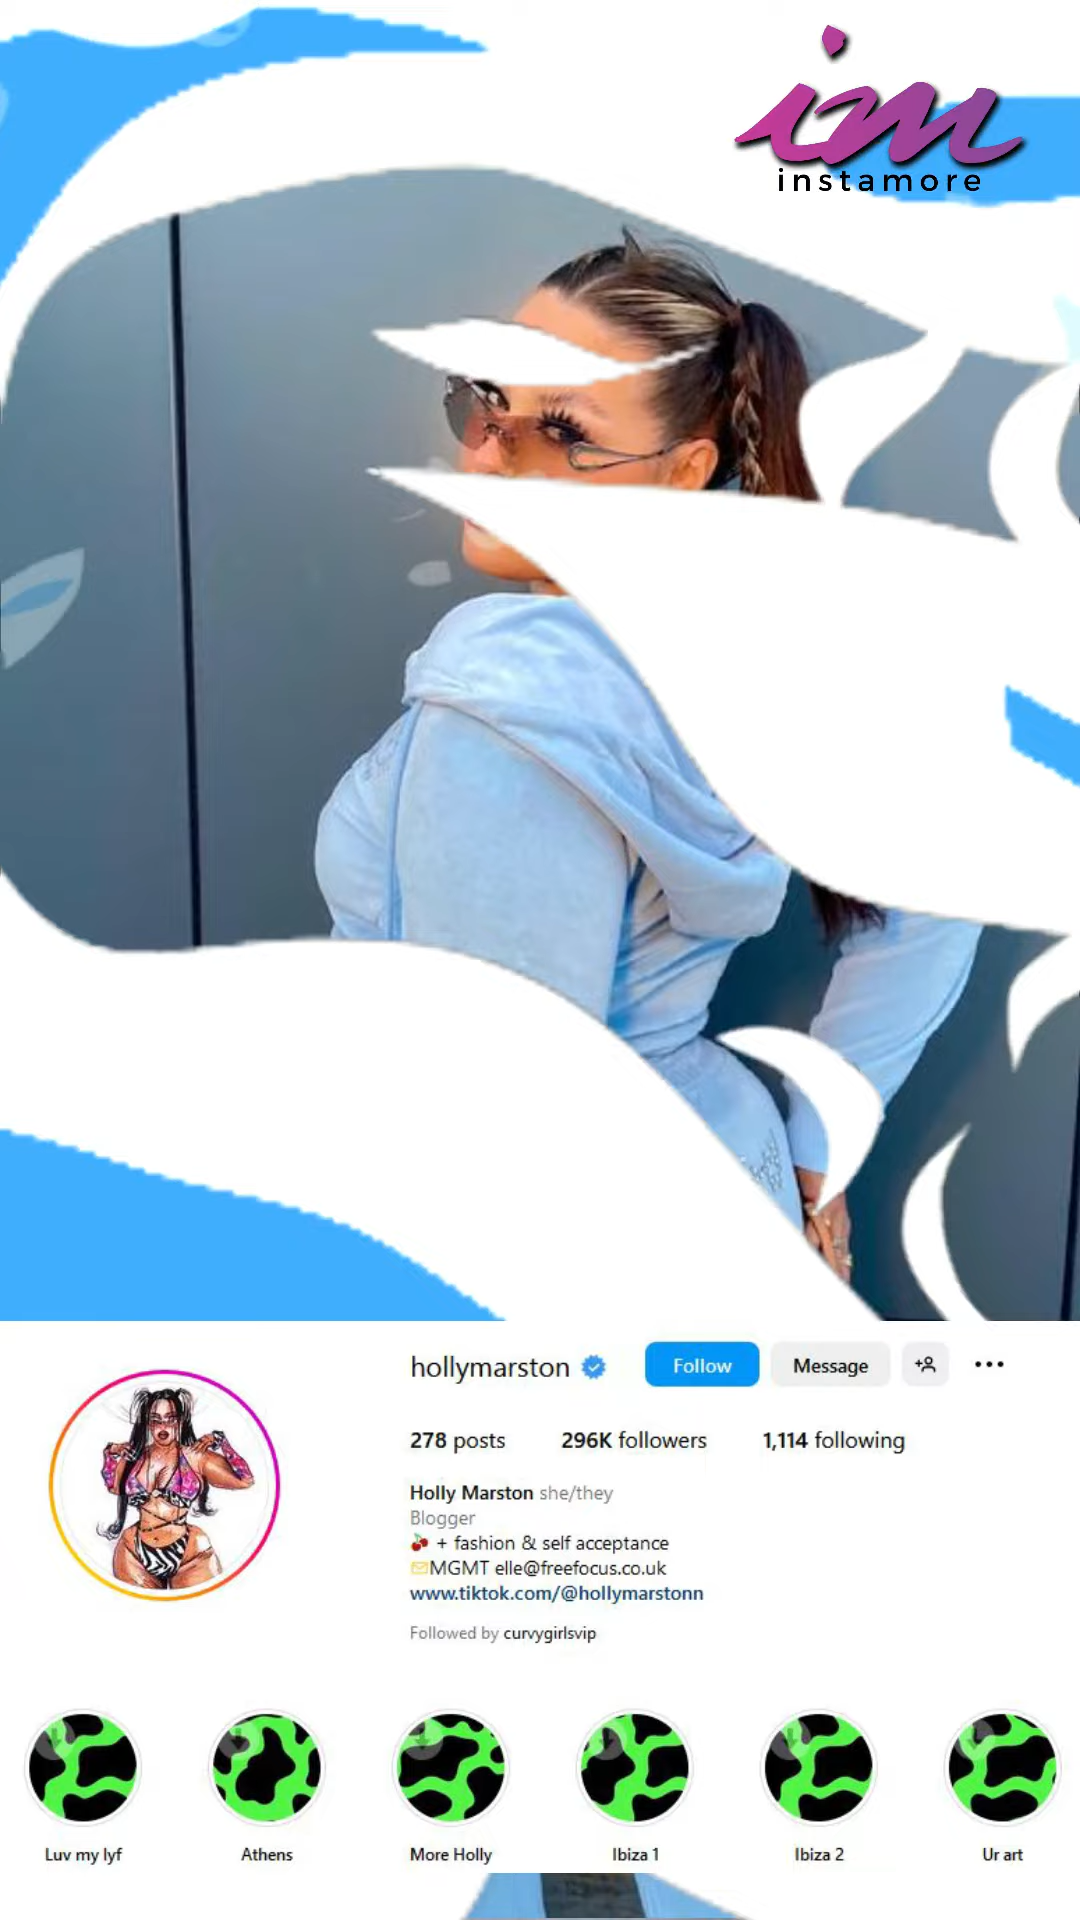 im
instamore
hollymarston
Follow
Message
278 posts
296K followers
1,114 following
Holly Marston she/they
Blogger
🍒 + fashion & self acceptance
✉️MGMT elle@freefocus.co.uk
www.tiktok.com/@hollymarstonn
Followed by curvygirlsvip
Luv my lyf
Athens
More Holly
Ibiza 1
Ibiza 2
Ur art